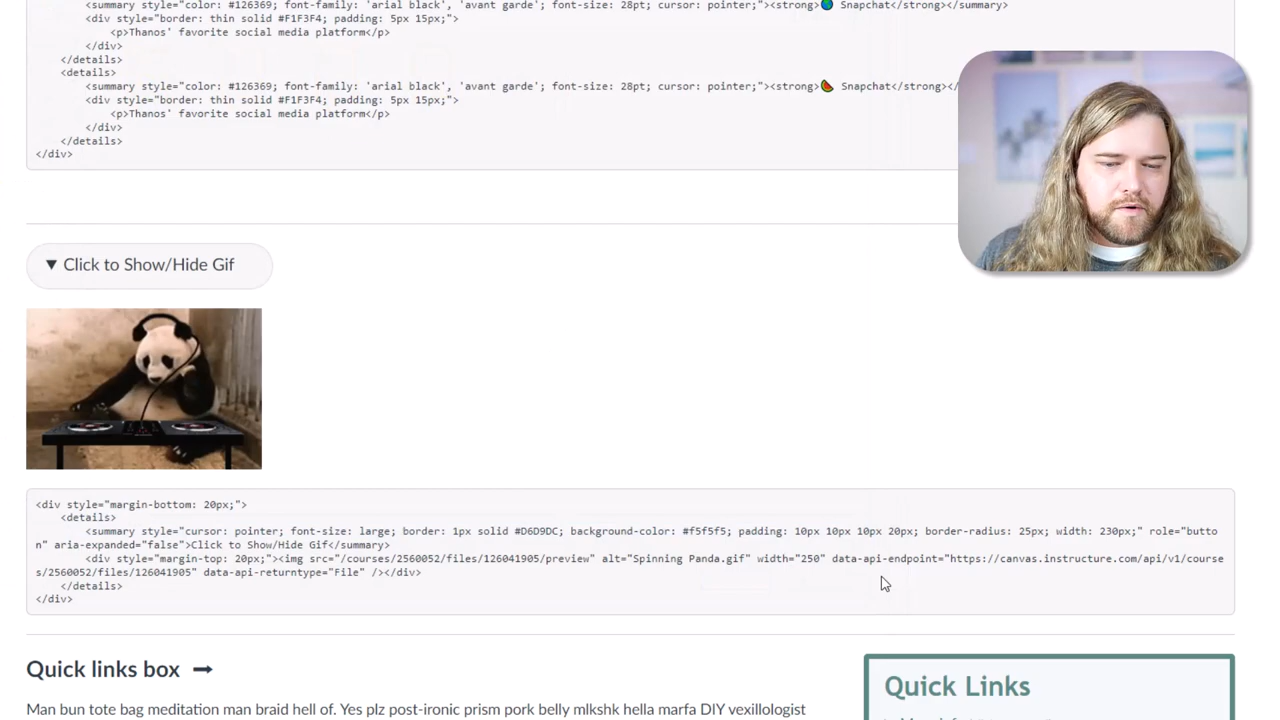 <summary style="color: #126369; font-family: 'arial black', 'avant garde'; font-size: 28pt; cursor: pointer;"><strong>🌎 Snapchat</strong></summary>
<div style="border: thin solid #F1F3F4; padding: 5px 15px;">
<p>Thanos' favorite social media platform</p>
</div>
</details>
<details>
<summary style="color: #126369; font-family: 'arial black', 'avant garde'; font-size: 28pt; cursor: pointer;"><strong>🍉 Snapchat</strong></
<div style="border: thin solid #F1F3F4; padding: 5px 15px;">
<p>Thanos' favorite social media platform</p>
</div>
</details>
</div>
▼ Click to Show/Hide Gif
<div style="margin-bottom: 20px;">
<details>
<summary style="cursor: pointer; font-size: large; border: 1px solid #D6D9DC; background-color: #f5f5f5; padding: 10px 10px 10px 20px; border-radius: 25px; width: 230px;" role="butto
n" aria-expanded="false">Click to Show/Hide Gif</summary>
<div style="margin-top: 20px;"><img src="/courses/2560052/files/126041905/preview" alt="Spinning Panda.gif" width="250" data-api-endpoint="https://canvas.instructure.com/api/v1/course
s/2560052/files/126041905" data-api-returntype="File" /></div>
</details>
</div>
Quick links box ➞
Quick Links
Man bun tote bag meditation man braid hell of. Yes plz post-ironic prism pork belly mlkshk hella marfa DIY vexillologist